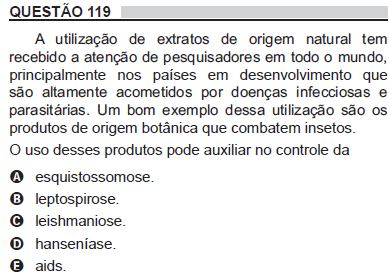 QUESTÃO 119
A utilização de extratos de origem natural tem
recebido a atenção de pesquisadores em todo o mundo,
principalmente nos países em desenvolvimento que
são altamente acometidos por doenças infecciosas e
parasitárias. Um bom exemplo dessa utilização são os
produtos de origem botânica que combatem insetos.
O uso desses produtos pode auxiliar no controle da
A esquistossomose.
B leptospirose.
C leishmaniose.
D hanseníase.
E aids.